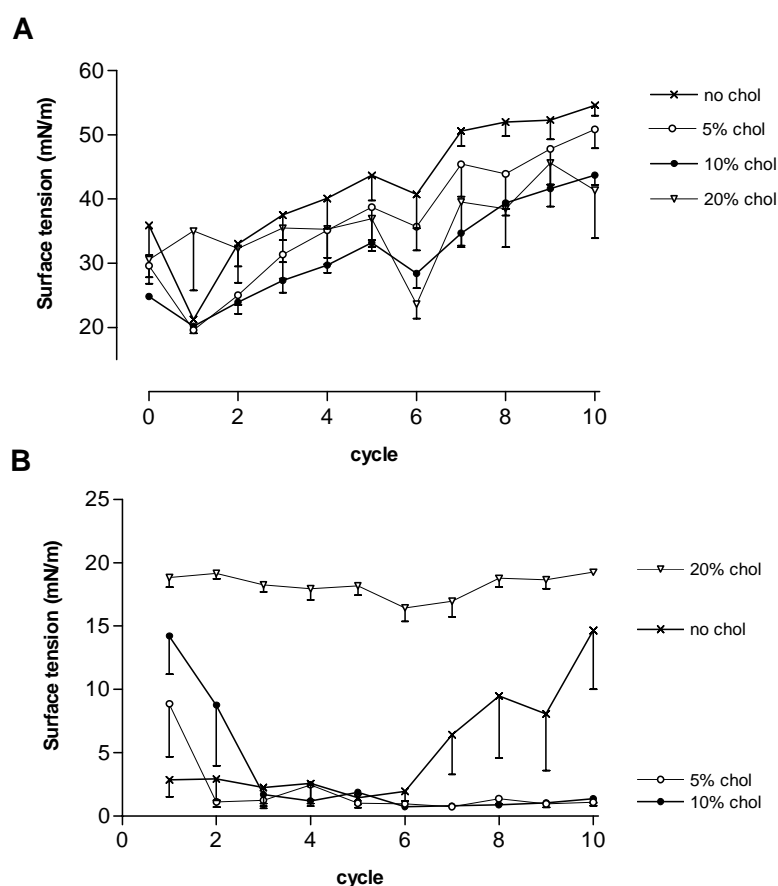 A
Surface tension (mN/m)
60
50
40
30
20
0
2
4
6
8
10
cycle
no chol
5% chol
10% chol
20% chol
B
Surface tension (mN/m)
25
20
15
10
5
0
0
2
4
6
8
10
cycle
20% chol
no chol
5% chol
10% chol